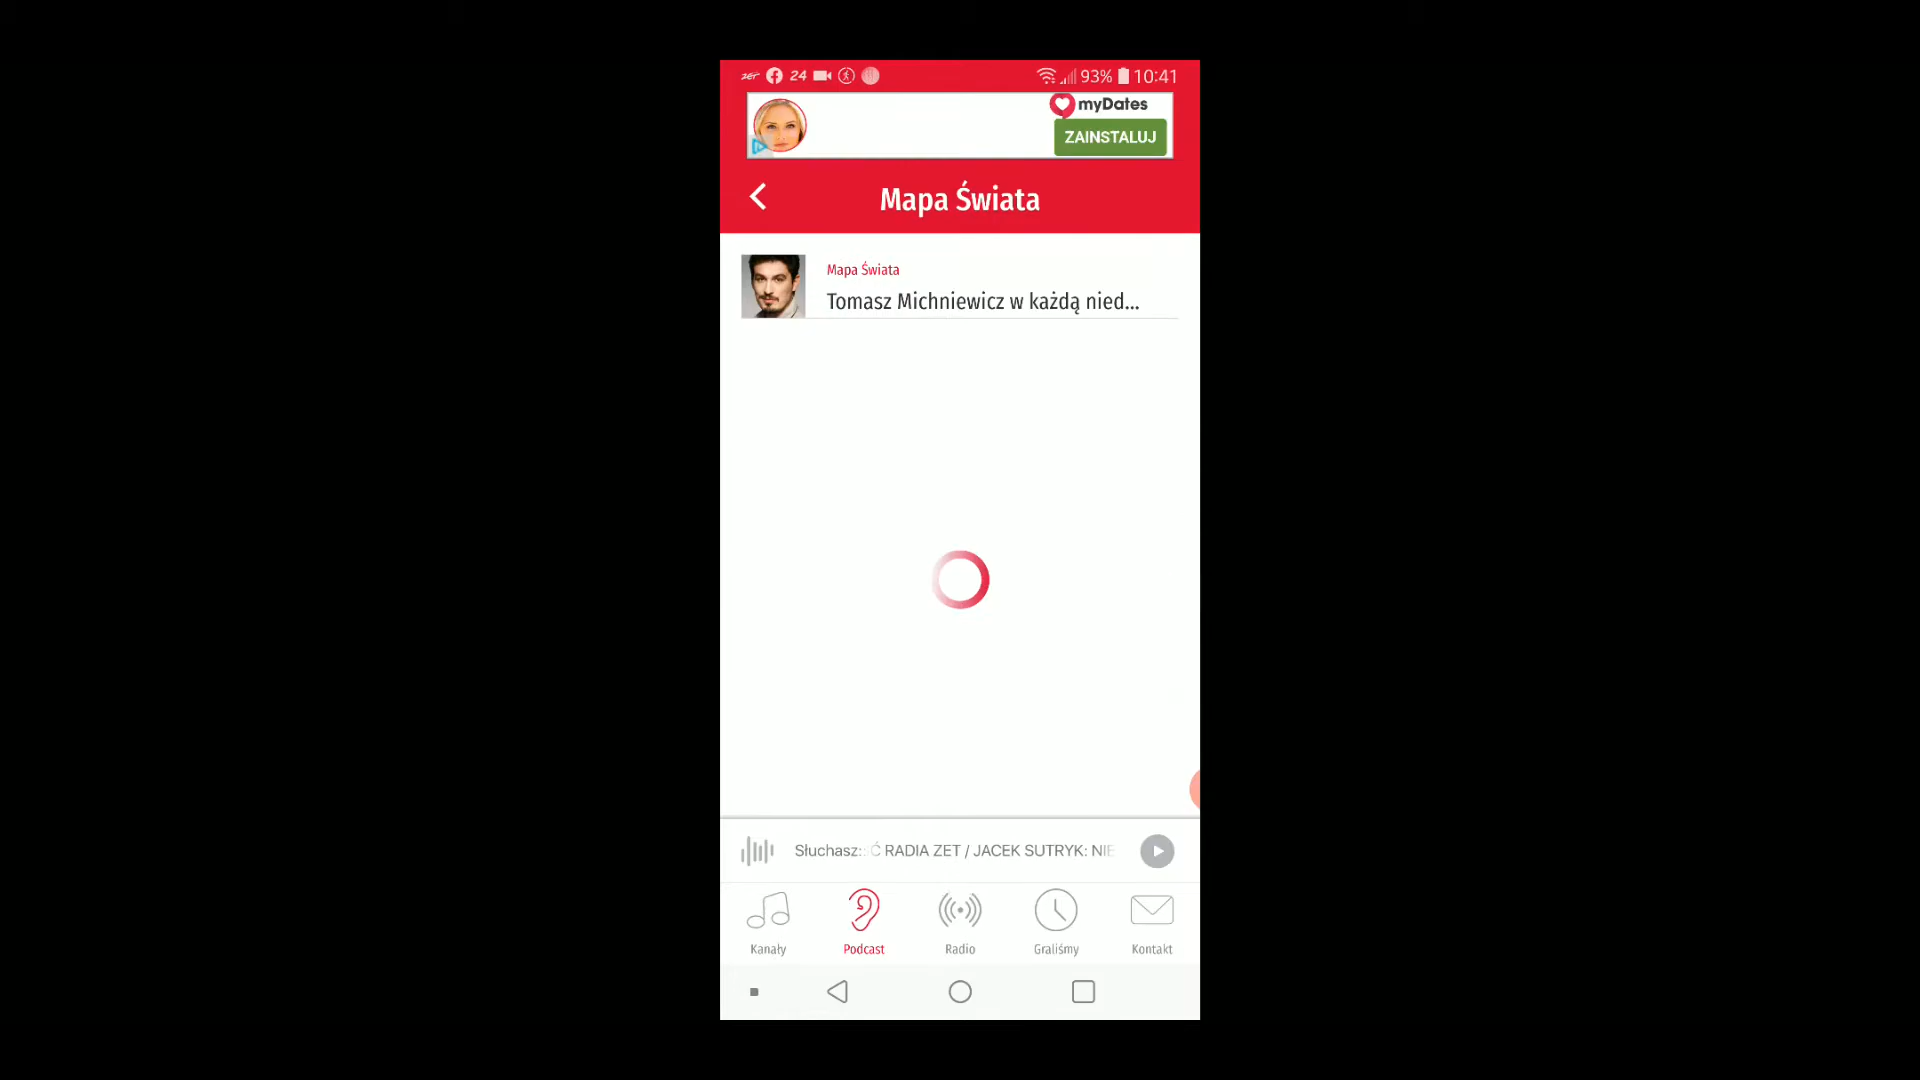 ZET 24 93% 10:41
myDates
ZAINSTALUJ
Mapa Świata
Mapa Świata
Tomasz Michniewicz w każdą nied...
Słuchasz::Ć RADIA ZET / JACEK SUTRYK: NIE
Kanały Podcast Radio Graliśmy Kontakt